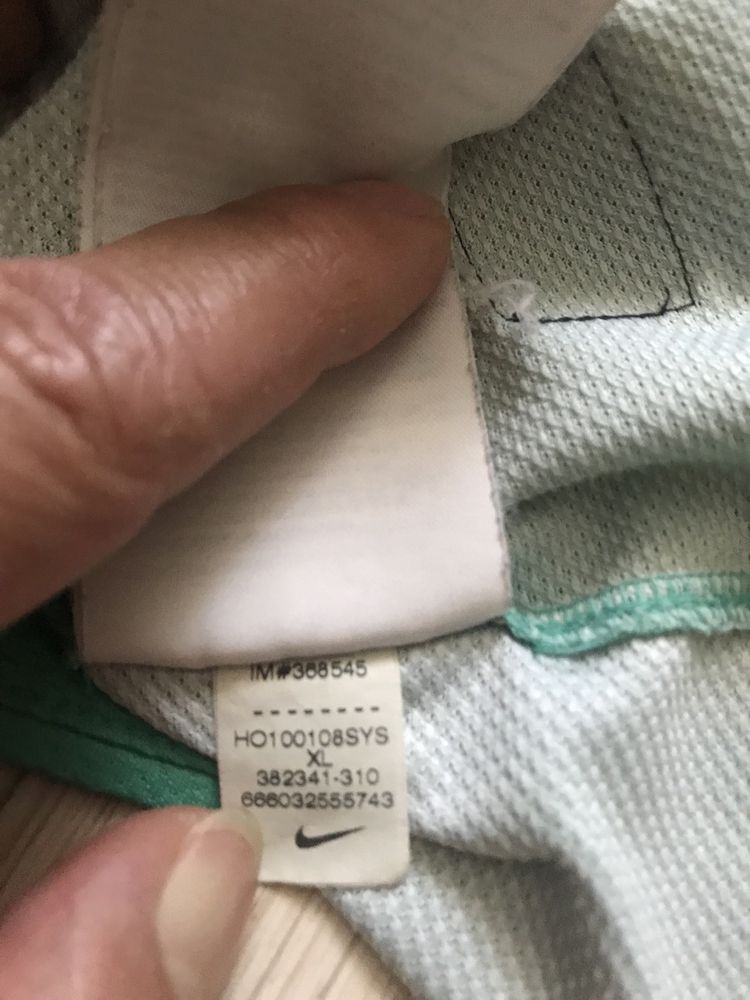 IM#368545
--------
HO100108SYS
XL
382341-310
666032555743